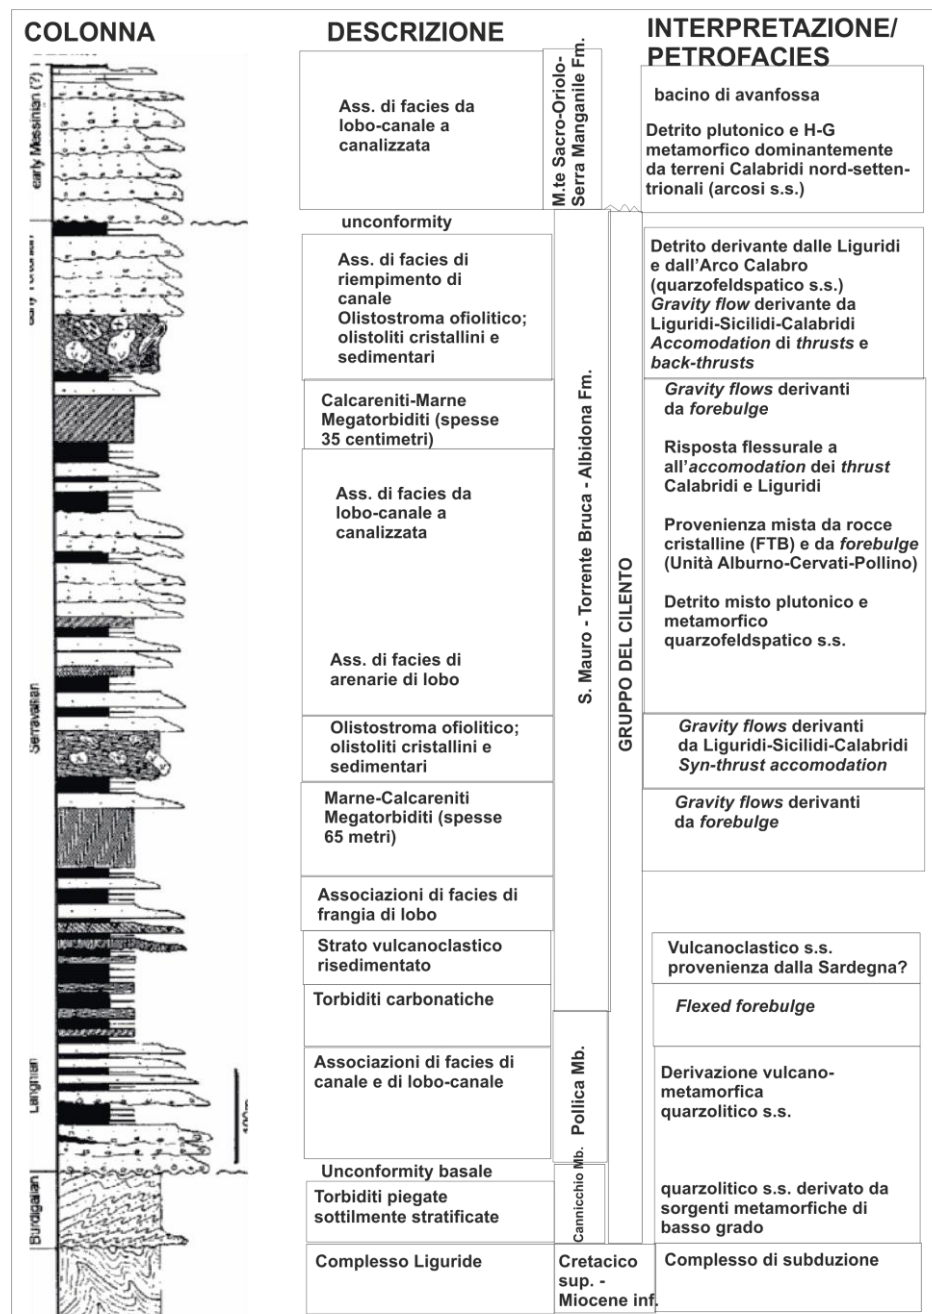 COLONNA
DESCRIZIONE
INTERPRETAZIONE/
PETROFACIES
early Messinian (?)
Ass. di facies da
lobo-canale a
canalizzata
M.te Sacro-Oriolo-
Serra Manganile Fm.
bacino di avanfossa
Detrito plutonico e H-G
metamorfico dominantemente
da terreni Calabridi nord-setten-
trionali (arcosi s.s.)
unconformity
Ass. di facies di
riempimento di
canale
Olistostroma ofiolitico;
olistoliti cristallini e
sedimentari
Detrito derivante dalle Liguridi
e dall'Arco Calabro
(quarzofeldspatico s.s.)
Gravity flow derivante da
Liguridi-Sicilidi-Calabridi
Accomodation di thrusts e
back-thrusts
Calcareniti-Marne
Megatorbiditi (spesse
35 centimetri)
Gravity flows derivanti
da forebulge
Risposta flessurale a
all'accomodation dei thrust
Calabridi e Liguridi
Provenienza mista da rocce
cristalline (FTB) e da forebulge
(Unità Alburno-Cervati-Pollino)
Detrito misto plutonico e
metamorfico
quarzofeldspatico s.s.
Ass. di facies da
lobo-canale a
canalizzata
Ass. di facies di
arenarie di lobo
S. Mauro - Torrente Bruca - Albidona Fm.
GRUPPO DEL CILENTO
Serravallian
Olistostroma ofiolitico;
olistoliti cristallini e
sedimentari
Gravity flows derivanti
da Liguridi-Sicilidi-Calabridi
Syn-thrust accomodation
Marne-Calcareniti
Megatorbiditi (spesse
65 metri)
Gravity flows derivanti
da forebulge
Associazioni di facies di
frangia di lobo
Strato vulcanoclastico
risedimentato
Vulcanoclastico s.s.
provenienza dalla Sardegna?
Torbiditi carbonatiche
Flexed forebulge
Langhian
100m
Associazioni di facies di
canale e di lobo-canale
Pollica Mb.
Derivazione vulcano-
metamorfica
quarzolitico s.s.
Unconformity basale
Burdigalian
Torbiditi piegate
sottilmente stratificate
Cannicchio Mb.
quarzolitico s.s. derivato da
sorgenti metamorfiche di
basso grado
Complesso Liguride
Cretacico
sup. -
Miocene inf.
Complesso di subduzione